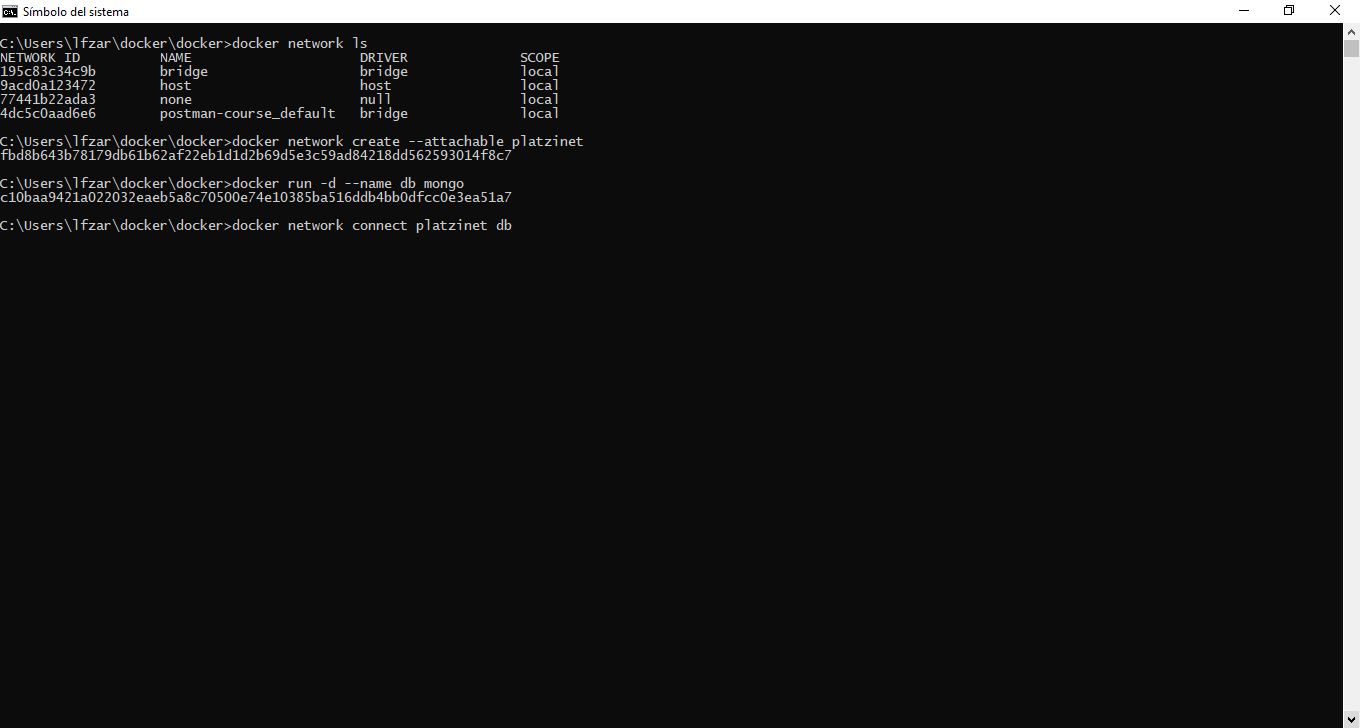 Símbolo del sistema
C:\Users\lfzar\docker\docker>docker network ls
NETWORK ID          NAME                     DRIVER              SCOPE
195c83c34c9b        bridge                   bridge              local
9acd0a123472        host                     host                local
77441b22ada3        none                     null                local
4dc5c0aad6e6        postman-course_default   bridge              local
C:\Users\lfzar\docker\docker>docker network create --attachable platzinet
fbd8b643b78179db61b62af22eb1d1d2b69d5e3c59ad84218dd562593014f8c7
C:\Users\lfzar\docker\docker>docker run -d --name db mongo
c10baa9421a022032eaeb5a8c70500e74e10385ba516ddb4bb0dfcc0e3ea51a7
C:\Users\lfzar\docker\docker>docker network connect platzinet db